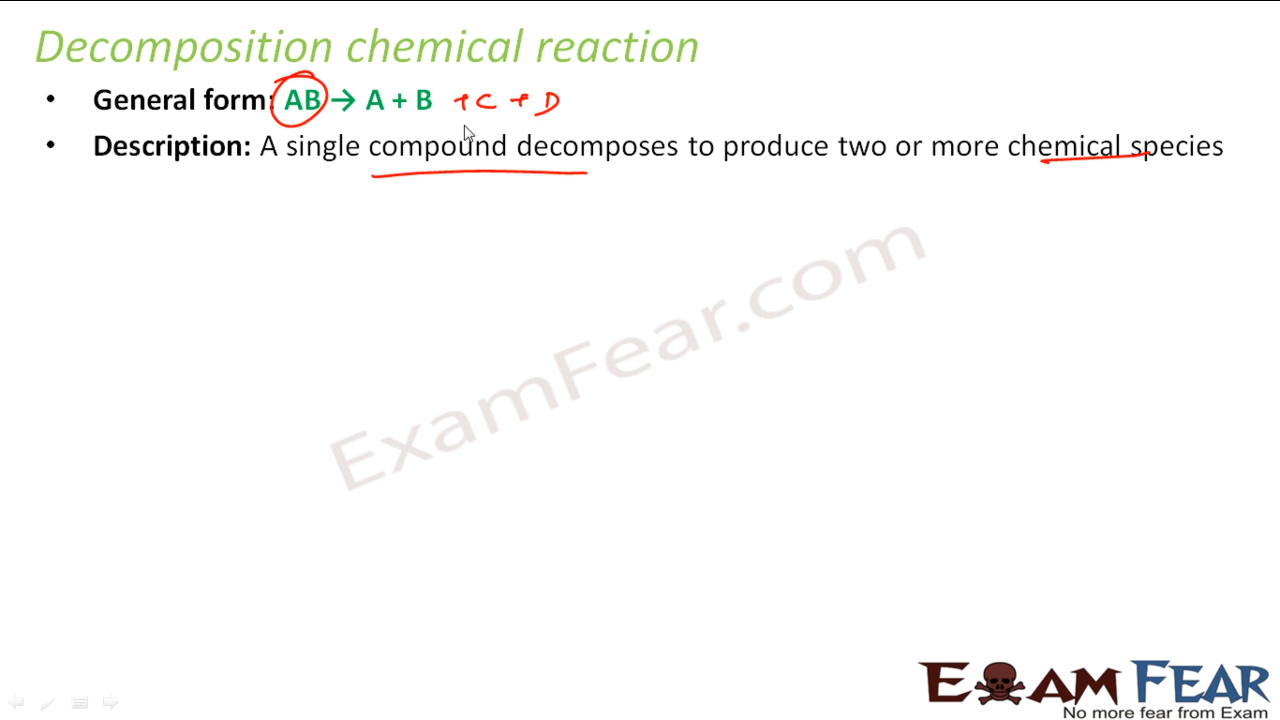 Decomposition chemical reaction
• General form: AB → A + B + C + D
• Description: A single compound decomposes to produce two or more chemical species
ExamFear.com
EXAM FEAR
No more fear from Exam